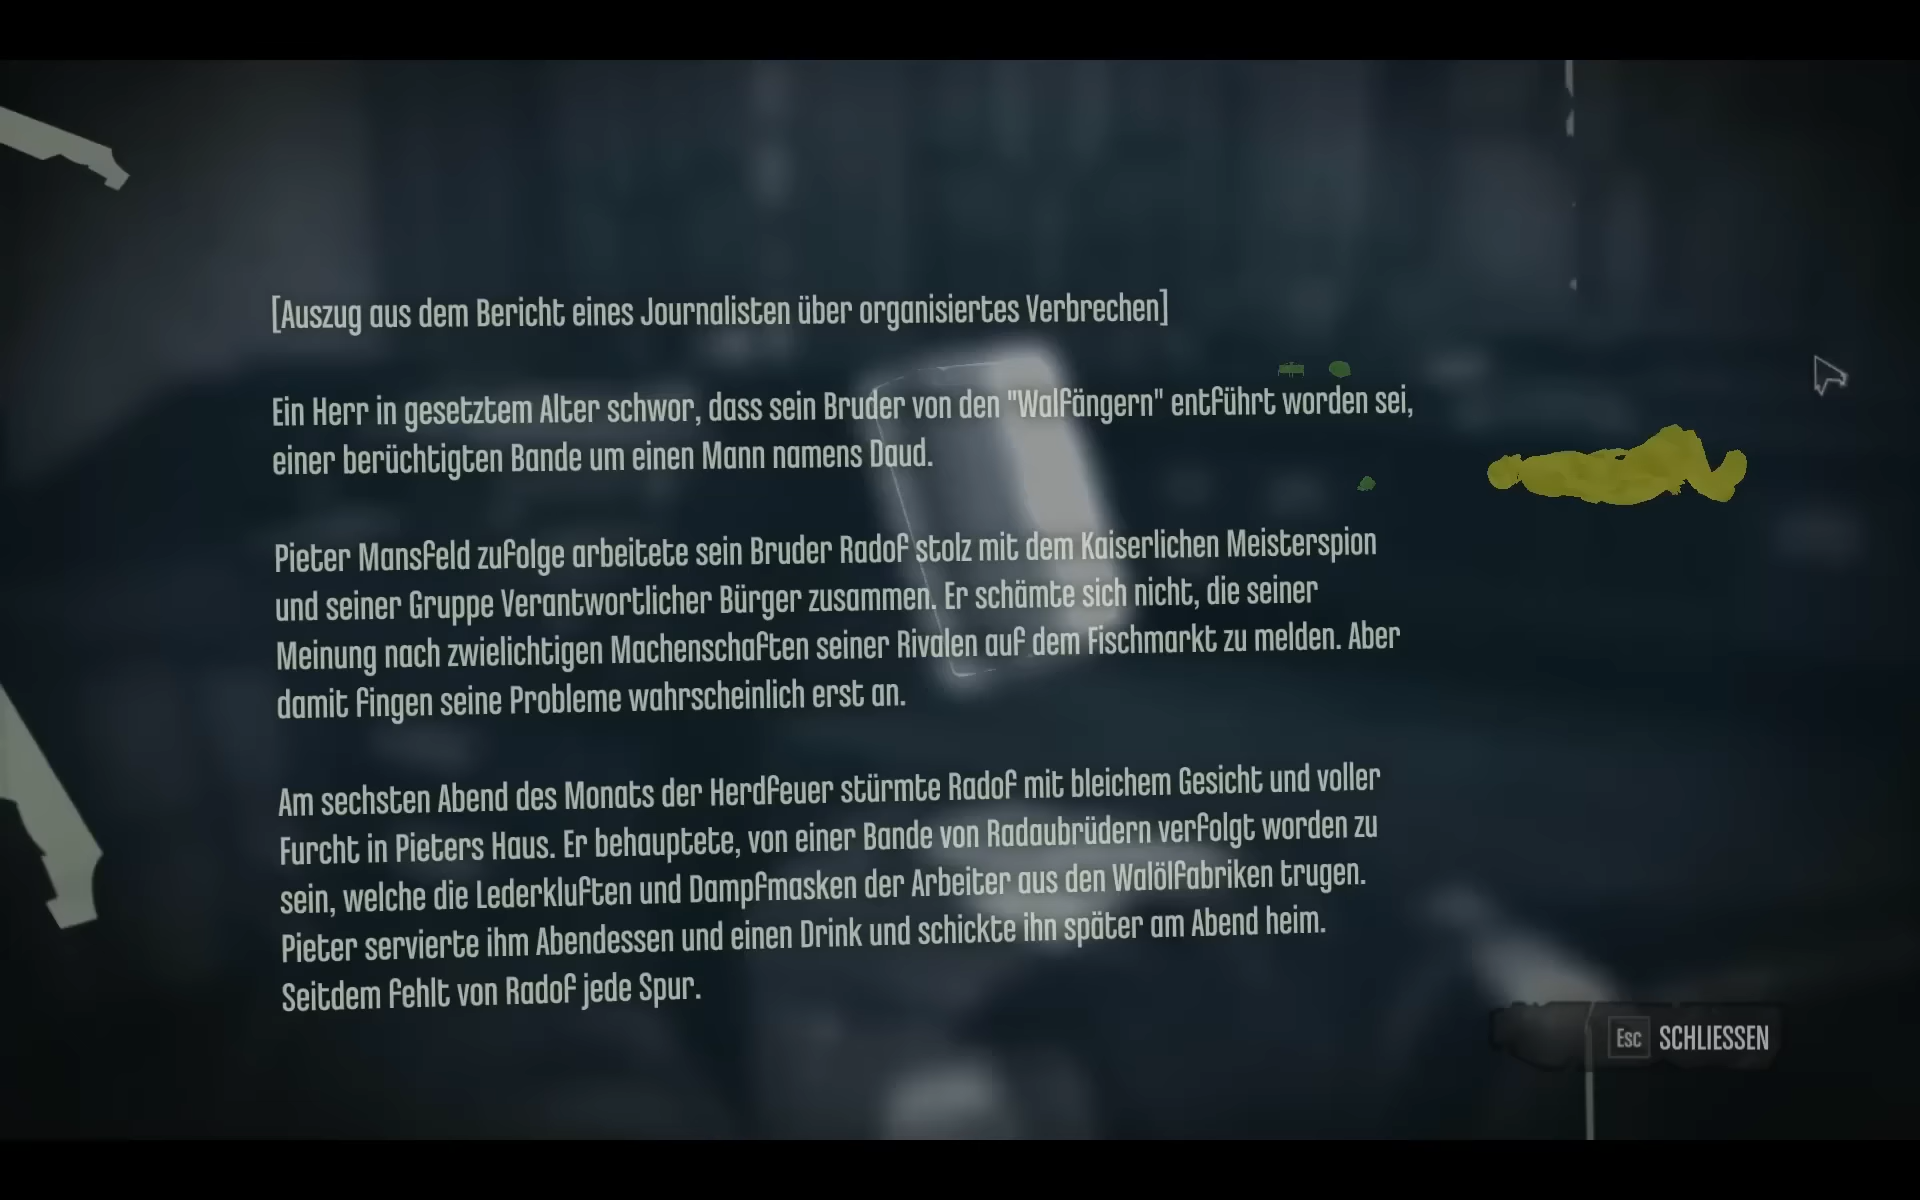 [Auszug aus dem Bericht eines Journalisten über organisiertes Verbrechen]
Ein Herr in gesetztem Alter schwor, dass sein Bruder von den "Walfängern" entführt worden sei,
einer berüchtigten Bande um einen Mann namens Daud.
Pieter Mansfeld zufolge arbeitete sein Bruder Radof stolz mit dem Kaiserlichen Meisterspion
und seiner Gruppe Verantwortlicher Bürger zusammen. Er schämte sich nicht, die seiner
Meinung nach zwielichtigen Machenschaften seiner Rivalen auf dem Fischmarkt zu melden. Aber
damit fingen seine Probleme wahrscheinlich erst an.
Am sechsten Abend des Monats der Herdfeuer stürmte Radof mit bleichem Gesicht und voller
Furcht in Pieters Haus. Er behauptete, von einer Bande von Radaubrüdern verfolgt worden zu
sein, welche die Lederkluften und Dampfmasken der Arbeiter aus den Walölfabriken trugen.
Pieter servierte ihm Abendessen und einen Drink und schickte ihn später am Abend heim.
Seitdem fehlt von Radof jede Spur.
Esc SCHLIESSEN